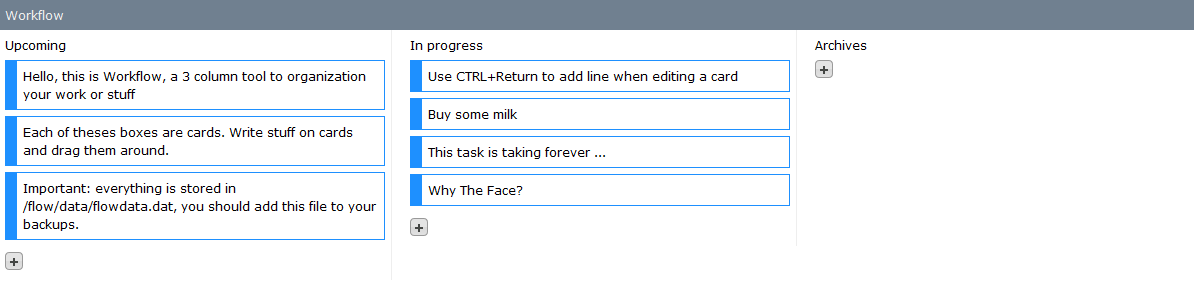 Workflow
Upcoming
Hello, this is Workflow, a 3 column tool to organization
your work or stuff
Each of theses boxes are cards. Write stuff on cards
and drag them around.
Important: everything is stored in
/flow/data/flowdata.dat, you should add this file to your
backups.
+
In progress
Use CTRL+Return to add line when editing a card
Buy some milk
This task is taking forever ...
Why The Face?
+
Archives
+